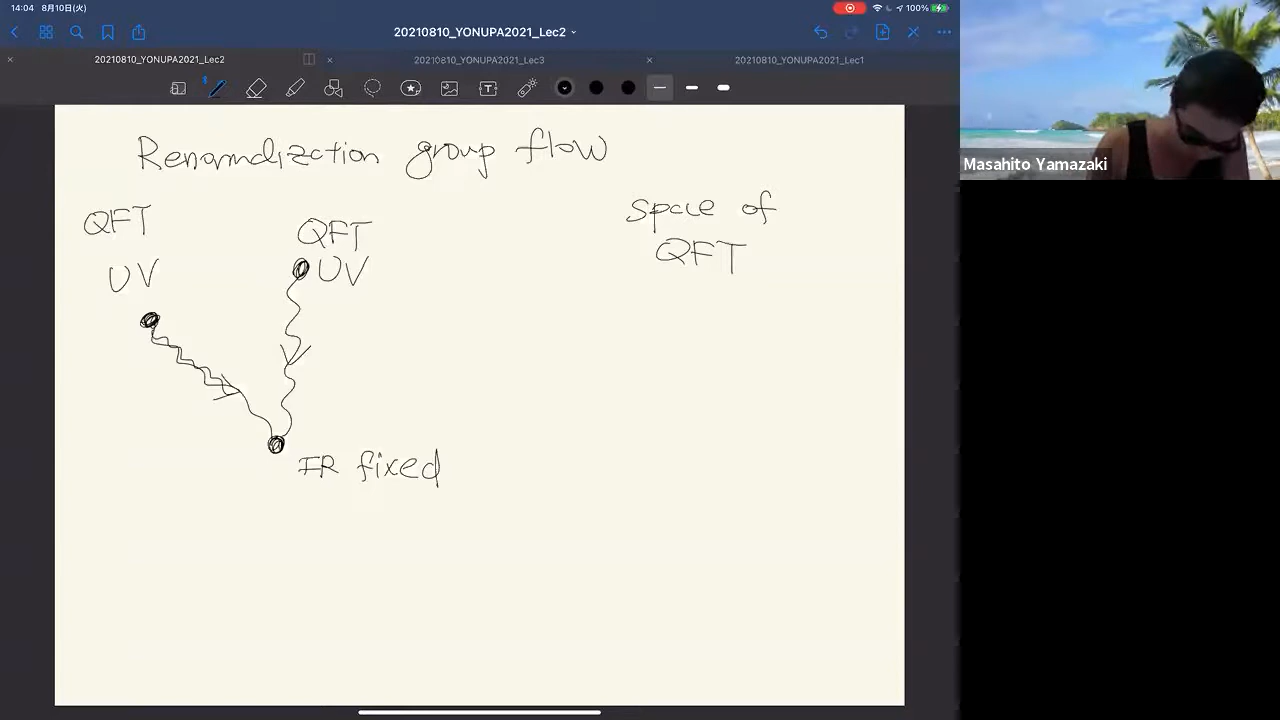 14:04 8月10日(火)
100%
20210810_YONUPA2021_Lec2
20210810_YONUPA2021_Lec2
20210810_YONUPA2021_Lec3
20210810_YONUPA2021_Lec1
Masahito Yamazaki
Renormalization group flow
space of
QFT
QFT
UV
QFT
UV
IR fixed